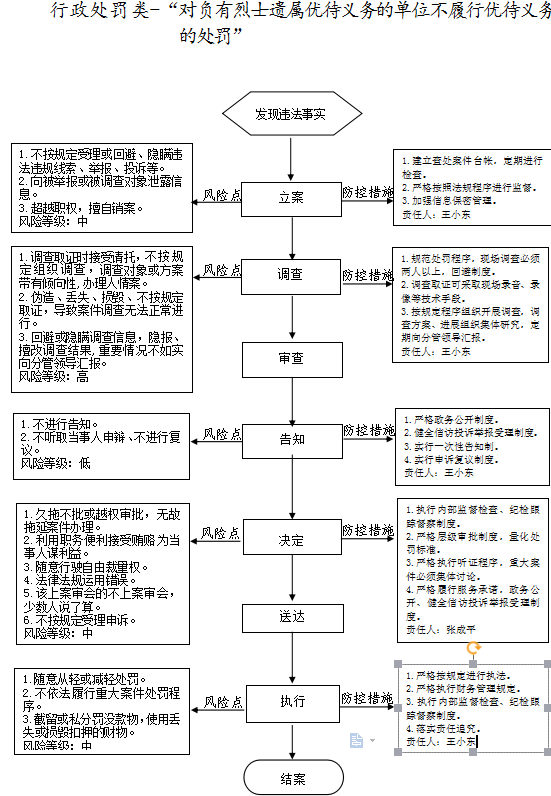 行政处罚类-“对负有烈士遗属优待义务的单位不履行优待义务
的处罚”
发现违法事实
1.不按规定受理或回避、隐瞒违
法违规线索、举报、投诉等。
2.向被举报或被调查对象泄露信
息。
3.超越职权，擅自销案。
风险等级：中
风险点
立案
防控措施
1.建立查处案件台帐，定期进行
检查。
2.严格按照法规程序进行监督。
3.加强信息保密管理。
责任人：王小东
1.调查取证时接受请托，不按规
定组织调查，调查对象或方案
带有倾向性,办理人情案。
2.伪造、丢失、损毁、不按规定
取证，导致案件调查无法正常进
行。
3.回避或隐瞒调查信息，隐报、
擅改调查结果,重要情况不如实
向分管领导汇报。
风险等级：高
风险点
调查
防控措施
1.规范处罚程序，现场调查必须
两人以上，回避制度。
2.调查取证可采取现场录音、录
像等技术手段。
3.按规定程序组织开展调查，调
查方案、进展组织集体研究，定
期向分管领导汇报。
责任人：王小东
审查
1.不进行告知。
2.不听取当事人申辩、不进行复
议。
风险等级：低
风险点
告知
防控措施
1.严格政务公开制度。
2.健全信访投诉举报受理制度。
3.实行一次性告知制。
4.实行申诉复议制度。
责任人：王小东
1.久拖不批或越权审批，无故
拖延案件办理。
2.利用职务便利接受贿赂为当
事人谋利益。
3.随意行驶自由裁量权。
4.法律法规运用错误。
5.该上案审会的不上案审会，
少数人说了算。
6.不按规定受理申诉。
风险等级：中
风险点
决定
防控措施
1.执行内部监督检查、纪检跟
踪督察制度。
2.严格层级审批制度，量化处
罚标准。
3.严格执行听证程序，重大案
件必须集体讨论。
4.严格履行服务承诺，政务公
开、健全信访投诉举报受理制
度。
责任人：张成平
送达
1.随意从轻或减轻处罚。
2.不依法履行重大案件处罚程
序。
3.截留或私分罚没款物，使用丢
失或损毁扣押的财物。
风险等级：中
风险点
执行
防控措施
1.严格按规定进行执法。
2.严格执行财务管理规定。
3.执行内部监督检查、纪检跟
踪督察制度。
4.落实责任追究。
责任人：王小东
结案